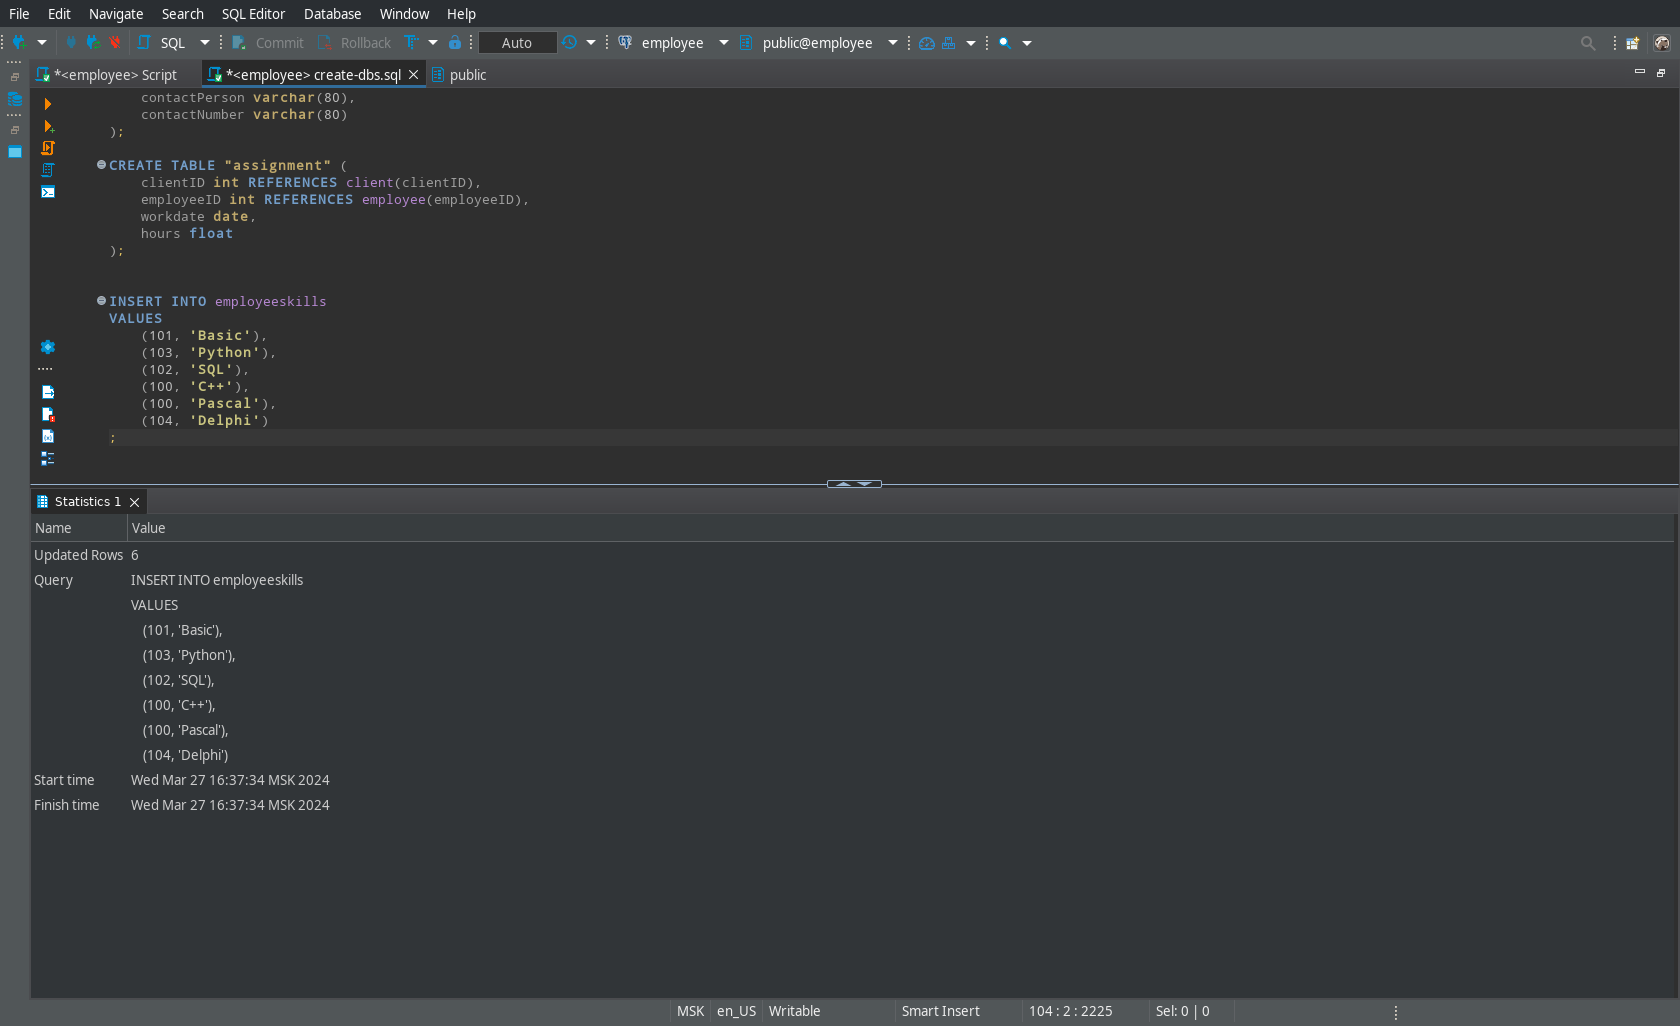 File Edit Navigate Search SQL Editor Database Window Help
SQL Commit Rollback Auto employee public@employee
*<employee> Script *<employee> create-dbs.sql public
contactPerson varchar(80),
contactNumber varchar(80)
);
CREATE TABLE "assignment" (
clientID int REFERENCES client(clientID),
employeeID int REFERENCES employee(employeeID),
workdate date,
hours float
);
INSERT INTO employeeskills
VALUES
(101, 'Basic'),
(103, 'Python'),
(102, 'SQL'),
(100, 'C++'),
(100, 'Pascal'),
(104, 'Delphi')
;
Statistics 1
Name Value
Updated Rows 6
Query INSERT INTO employeeskills
VALUES
(101, 'Basic'),
(103, 'Python'),
(102, 'SQL'),
(100, 'C++'),
(100, 'Pascal'),
(104, 'Delphi')
Start time Wed Mar 27 16:37:34 MSK 2024
Finish time Wed Mar 27 16:37:34 MSK 2024
MSK en_US Writable Smart Insert 104 : 2 : 2225 Sel: 0 | 0